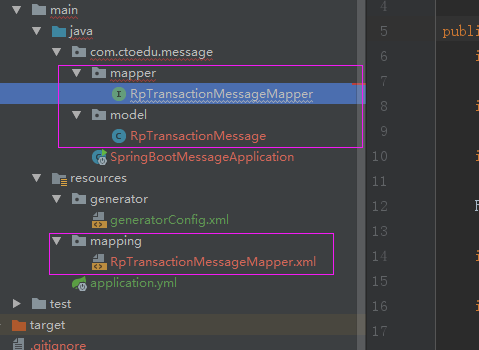 main
java
com.ctoedu.message
mapper
RpTransactionMessageMapper
model
RpTransactionMessage
SpringBootMessageApplication
resources
generator
generatorConfig.xml
mapping
RpTransactionMessageMapper.xml
application.yml
test
target
.gitignore
4
5 publ
6 i
7
8 i
9
10 i
11
12
13
14 i
15
16 i
17